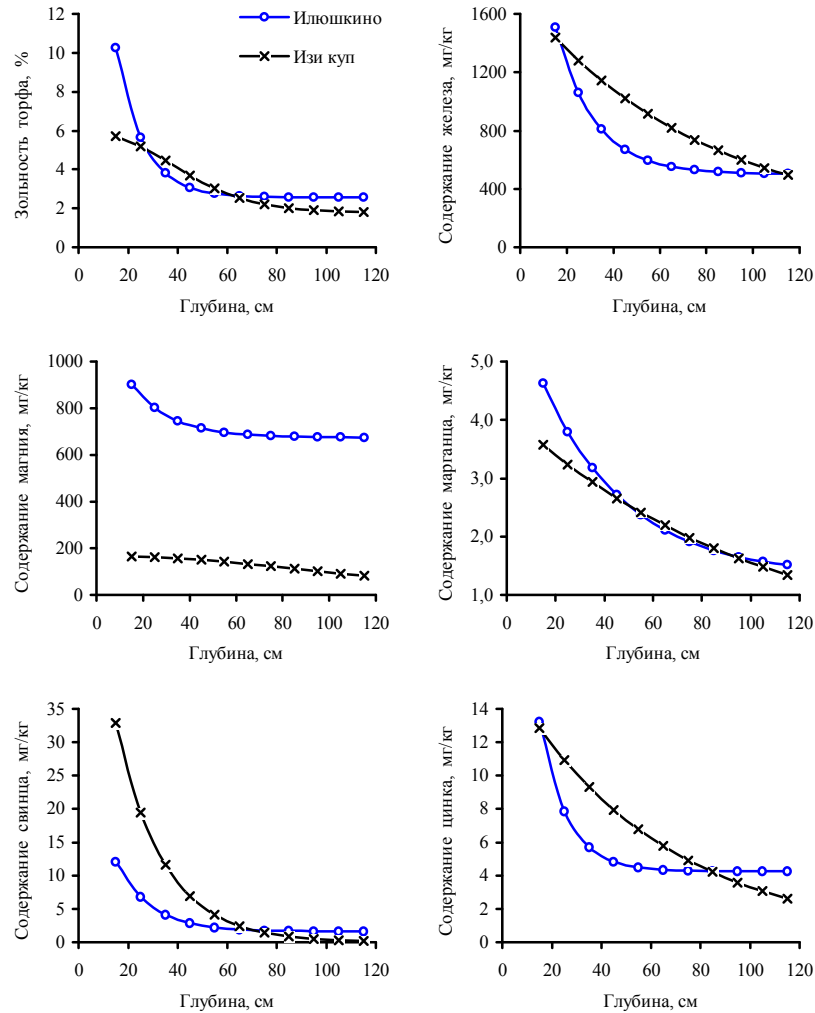 Илюшкино
Изи куп
Зольность торфа, %
12
10
8
6
4
2
0
0 20 40 60 80 100 120
Глубина, см
Содержание железа, мг/кг
1600
1200
800
400
0
0 20 40 60 80 100 120
Глубина, см
Содержание магния, мг/кг
1000
800
600
400
200
0
0 20 40 60 80 100 120
Глубина, см
Содержание марганца, мг/кг
5,0
4,0
3,0
2,0
1,0
0 20 40 60 80 100 120
Глубина, см
Содержание свинца, мг/кг
35
30
25
20
15
10
5
0
0 20 40 60 80 100 120
Глубина, см
Содержание цинка, мг/кг
14
12
10
8
6
4
2
0
0 20 40 60 80 100 120
Глубина, см